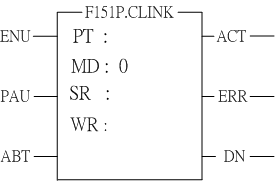 F151P.CLINK
ENU PT : ACT
MD : 0
PAU SR : ERR
WR :
ABT DN